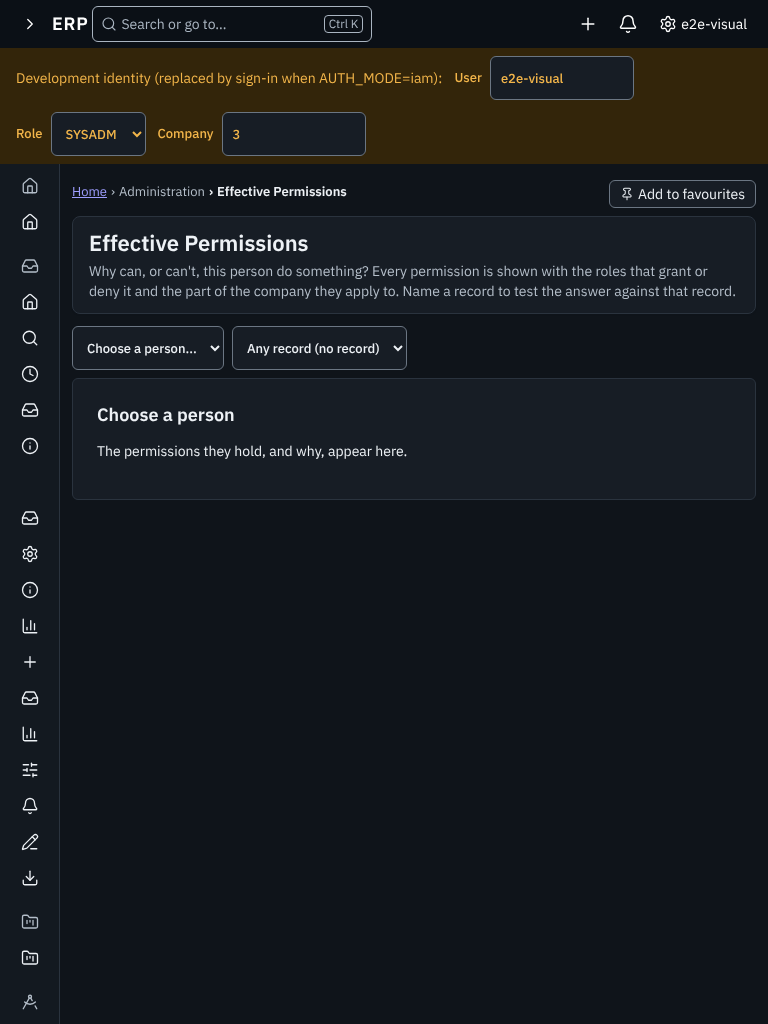 ERP Search or go to... Ctrl K e2e-visual
Development identity (replaced by sign-in when AUTH_MODE=iam): User e2e-visual
Role SYSADM Company 3
Home › Administration › Effective Permissions Add to favourites
Effective Permissions
Why can, or can't, this person do something? Every permission is shown with the roles that grant or
deny it and the part of the company they apply to. Name a record to test the answer against that record.
Choose a person... Any record (no record)
Choose a person
The permissions they hold, and why, appear here.